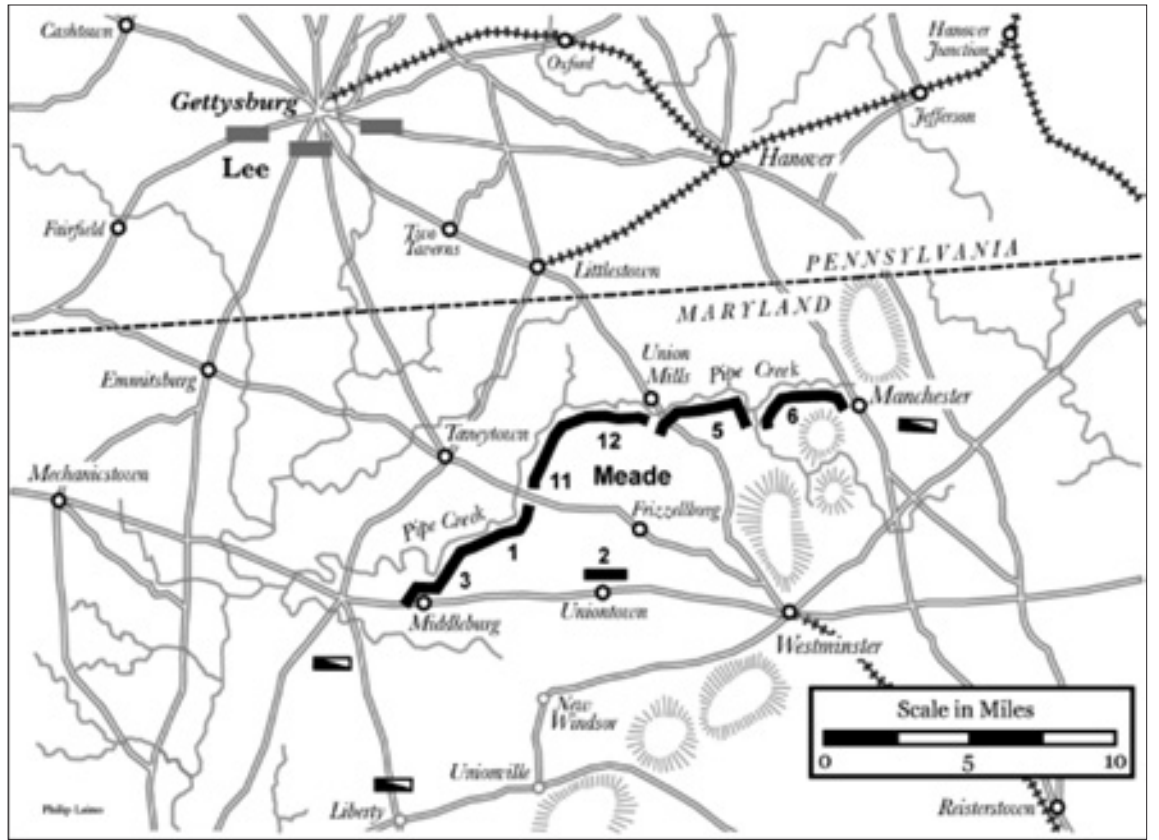 Cashtown
Oxford
Hanover
Junction
Gettysburg
Jefferson
Lee
Hanover
Fairfield
Two
Taverns
Littlestown
PENNSYLVANIA
MARYLAND
Emmitsburg
Union
Mills
Pipe Creek
Manchester
6
5
12
Taneytown
Meade
11
Mechanicstown
Frizzellburg
Pipe Creek
1
2
3
Middleburg
Uniontown
Westminster
New
Windsor
Scale in Miles
0 5 10
Unionville
Liberty
Reisterstown
Philip Laino